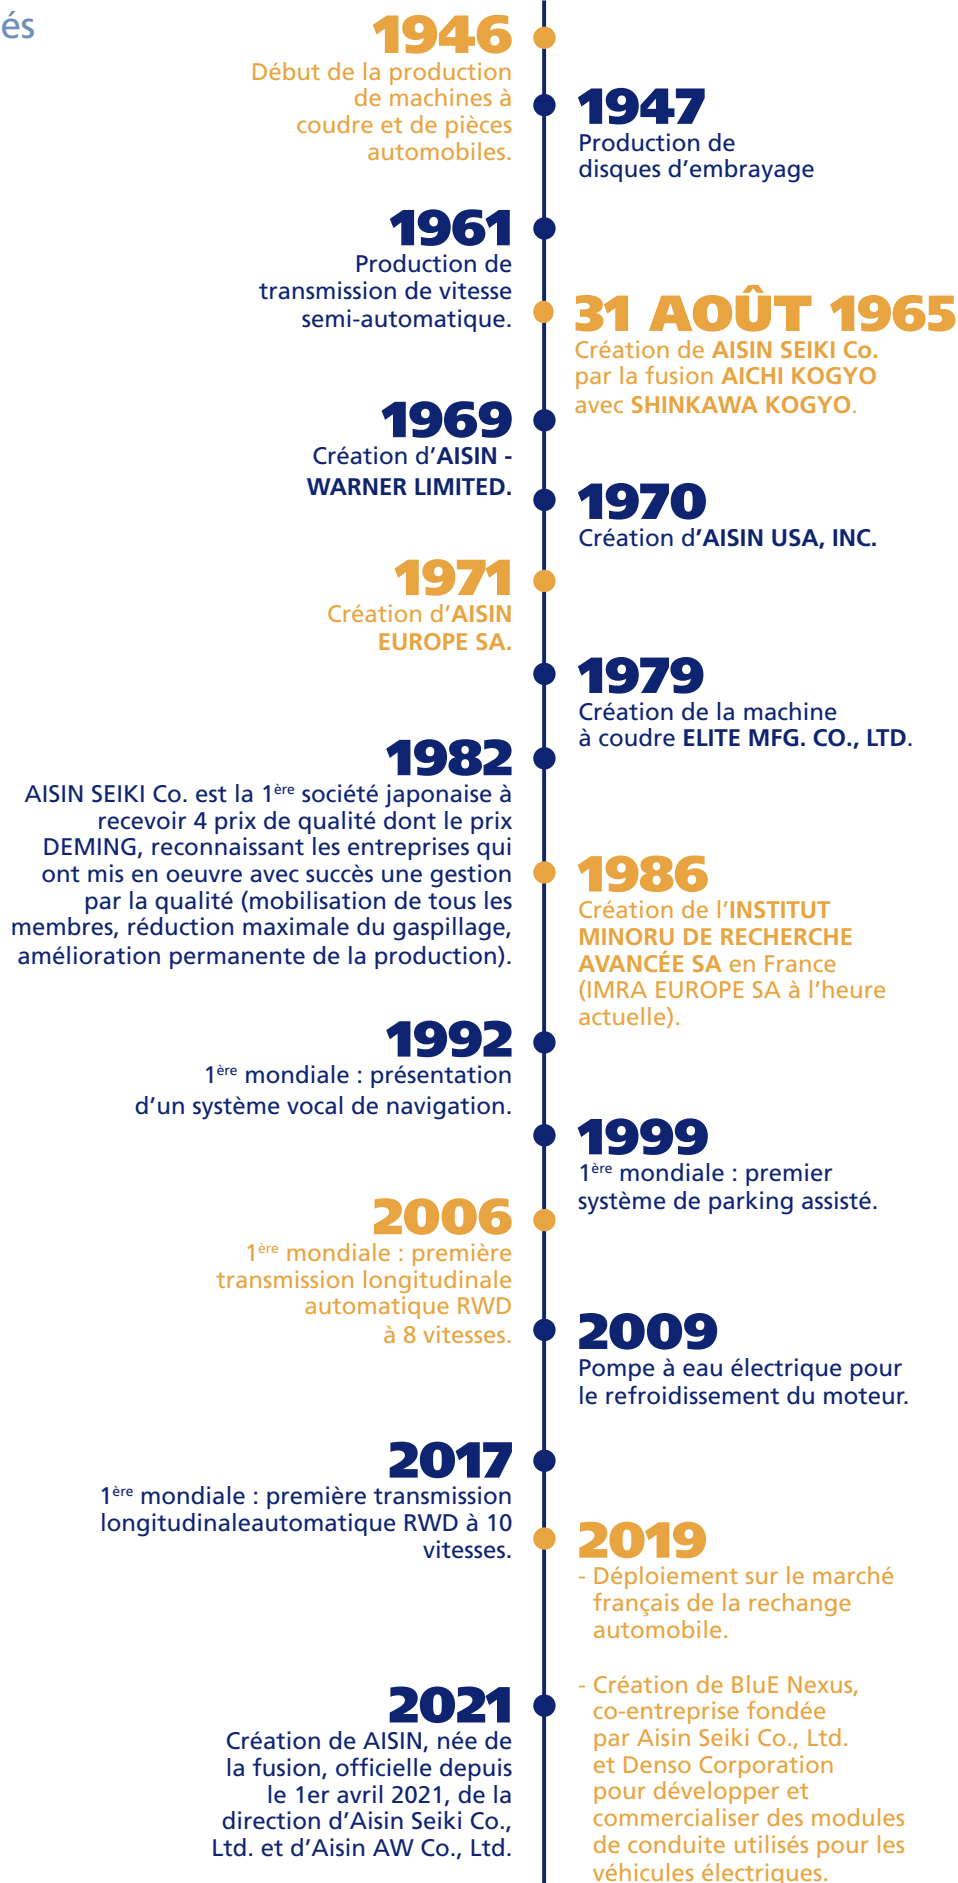 és
1946
Début de la production
de machines à
coudre et de pièces
automobiles.
1947
Production de
disques d’embrayage
1961
Production de
transmission de vitesse
semi-automatique.
31 AOÛT 1965
Création de AISIN SEIKI Co.
par la fusion AICHI KOGYO
avec SHINKAWA KOGYO.
1969
Création d’AISIN -
WARNER LIMITED.
1970
Création d’AISIN USA, INC.
1971
Création d’AISIN
EUROPE SA.
1979
Création de la machine
à coudre ELITE MFG. CO., LTD.
1982
AISIN SEIKI Co. est la 1ère société japonaise à
recevoir 4 prix de qualité dont le prix
DEMING, reconnaissant les entreprises qui
ont mis en oeuvre avec succès une gestion
par la qualité (mobilisation de tous les
membres, réduction maximale du gaspillage,
amélioration permanente de la production).
1986
Création de l’INSTITUT
MINORU DE RECHERCHE
AVANCÉE SA en France
(IMRA EUROPE SA à l’heure
actuelle).
1992
1ère mondiale : présentation
d’un système vocal de navigation.
1999
1ère mondiale : premier
système de parking assisté.
2006
1ère mondiale : première
transmission longitudinale
automatique RWD
à 8 vitesses.
2009
Pompe à eau électrique pour
le refroidissement du moteur.
2017
1ère mondiale : première transmission
longitudinaleautomatique RWD à 10
vitesses.
2019
- Déploiement sur le marché
français de la rechange
automobile.
- Création de BluE Nexus,
co-entreprise fondée
par Aisin Seiki Co., Ltd.
et Denso Corporation
pour développer et
commercialiser des modules
de conduite utilisés pour les
véhicules électriques.
2021
Création de AISIN, née de
la fusion, officielle depuis
le 1er avril 2021, de la
direction d’Aisin Seiki Co.,
Ltd. et d’Aisin AW Co., Ltd.